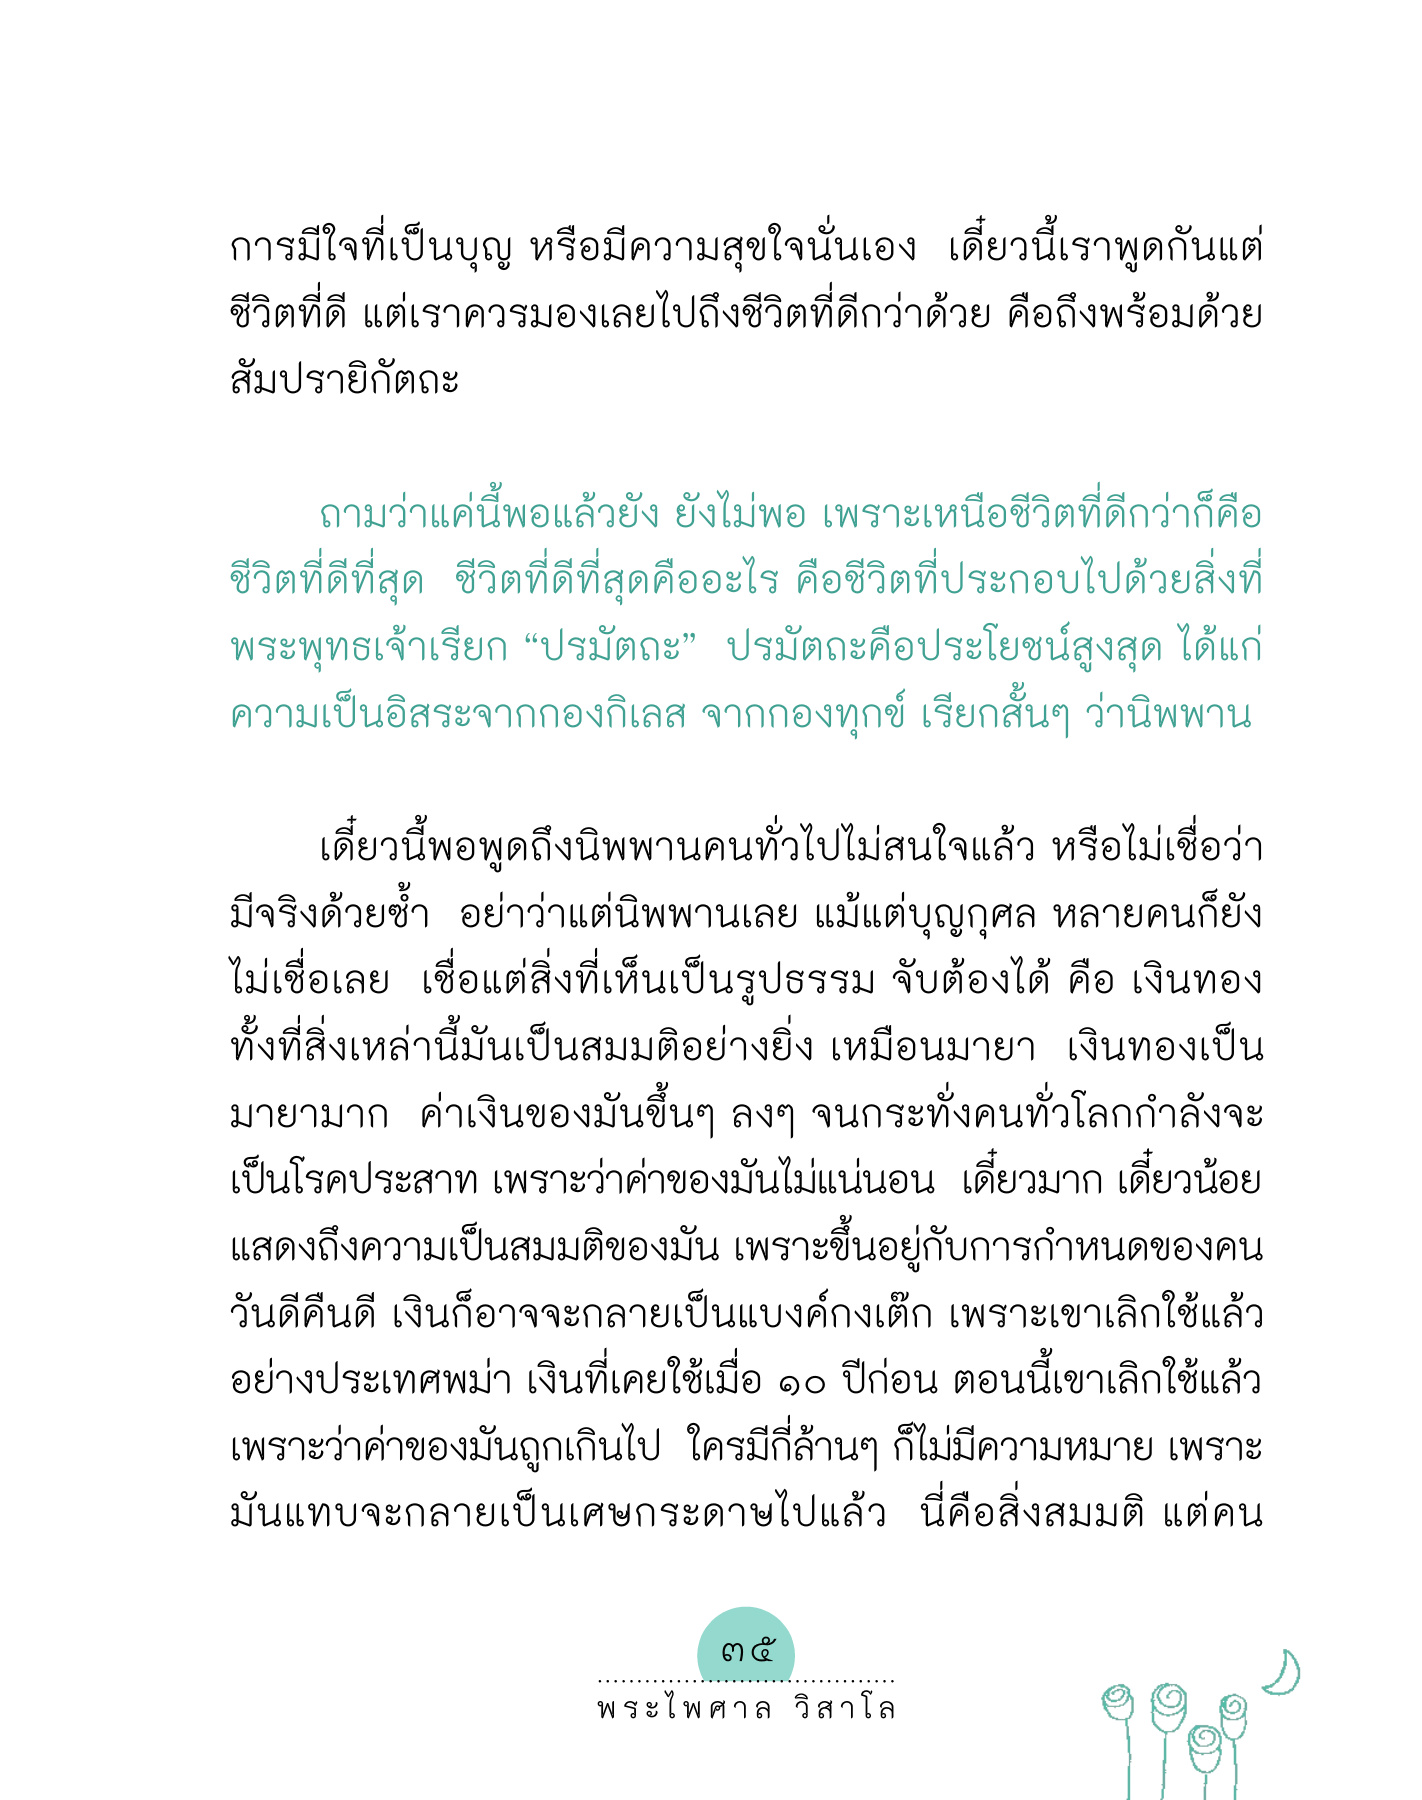 การมีใจที่เป็นบุญ หรือมีความสุขใจนั่นเอง เดี๋ยวนี้เราพูดกันแต่
ชีวิตที่ดี แต่เราควรมองเลยไปถึงชีวิตที่ดีกว่าด้วย คือถึงพร้อมด้วย
สัมปรายิกัตถะ
ถามว่าแค่นี้พอแล้วยัง ยังไม่พอ เพราะเหนือชีวิตที่ดีกว่าก็คือ
ชีวิตที่ดีที่สุด ชีวิตที่ดีที่สุดคืออะไร คือชีวิตที่ประกอบไปด้วยสิ่งที่
พระพุทธเจ้าเรียก “ปรมัตถะ” ปรมัตถะคือประโยชน์สูงสุด ได้แก่
ความเป็นอิสระจากกองกิเลส จากกองทุกข์ เรียกสั้นๆ ว่านิพพาน
เดี๋ยวนี้พอพูดถึงนิพพานคนทั่วไปไม่สนใจแล้ว หรือไม่เชื่อว่า
มีจริงด้วยซ้ำ อย่าว่าแต่นิพพานเลย แม้แต่บุญกุศล หลายคนก็ยัง
ไม่เชื่อเลย เชื่อแต่สิ่งที่เห็นเป็นรูปธรรม จับต้องได้ คือ เงินทอง
ทั้งที่สิ่งเหล่านี้มันเป็นสมมติอย่างยิ่ง เหมือนมายา เงินทองเป็น
มายามาก ค่าเงินของมันขึ้นๆ ลงๆ จนกระทั่งคนทั่วโลกกำลังจะ
เป็นโรคประสาท เพราะว่าค่าของมันไม่แน่นอน เดี๋ยวมาก เดี๋ยวน้อย
แสดงถึงความเป็นสมมติของมัน เพราะขึ้นอยู่กับการกำหนดของคน
วันดีคืนดี เงินก็อาจจะกลายเป็นแบงค์กงเต๊ก เพราะเขาเลิกใช้แล้ว
อย่างประเทศพม่า เงินที่เคยใช้เมื่อ ๑๐ ปีก่อน ตอนนี้เขาเลิกใช้แล้ว
เพราะว่าค่าของมันถูกเกินไป ใครมีกี่ล้านๆ ก็ไม่มีความหมาย เพราะ
มันแทบจะกลายเป็นเศษกระดาษไปแล้ว นี่คือสิ่งสมมติ แต่คน
๓๕
พระไพศาล วิสาโล